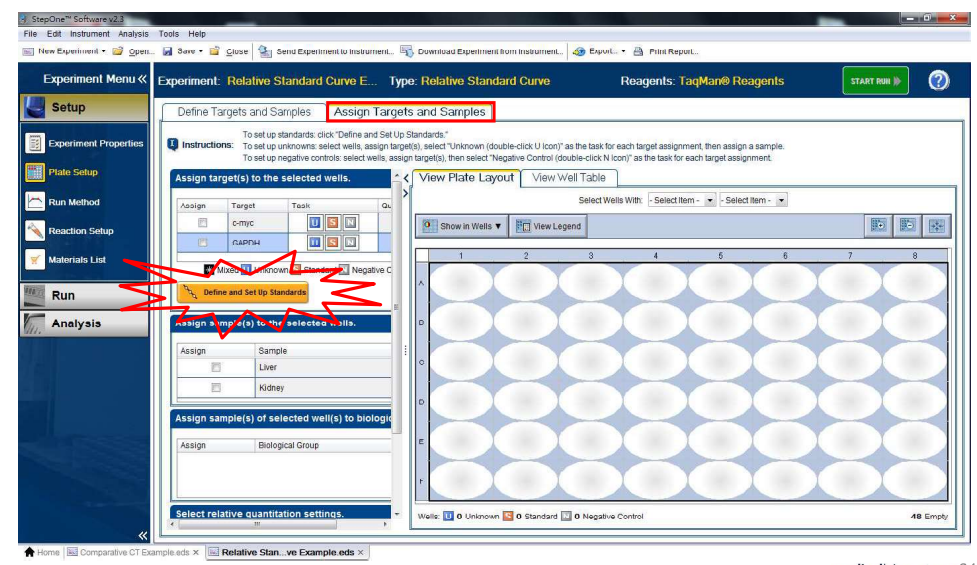 StepOne™ Software v2.3
File Edit Instrument Analysis Tools Help
New Experiment Open... Save Close Send Experiment to Instrument... Download Experiment from Instrument... Export... Print Report...
Experiment Menu «
Experiment: Relative Standard Curve E... Type: Relative Standard Curve Reagents: TaqMan® Reagents
START RUN
?
Setup
Experiment Properties
Plate Setup
Run Method
Reaction Setup
Materials List
Run
Analysis
«
Define Targets and Samples Assign Targets and Samples
Instructions: To set up standards: click "Define and Set Up Standards."
To set up unknowns: select wells, assign target(s), select "Unknown (double-click U icon)" as the task for each target assignment, then assign a sample.
To set up negative controls: select wells, assign target(s), then select "Negative Control (double-click N icon)" as the task for each target assignment.
Assign target(s) to the selected wells.
Assign Target Task Qu
c-myc U S N
GAPDH U S N
Mixed U Unknown S Standard N Negative C
Define and Set Up Standards
Assign sample(s) to the selected wells.
Assign Sample
Liver
Kidney
Assign sample(s) of selected well(s) to biologic
Assign Biological Group
Select relative quantitation settings.
View Plate Layout View Well Table
Select Wells With: - Select Item - - Select Item -
Show in Wells ▼ View Legend
1 2 3 4 5 6 7 8
A
B
C
D
E
F
Wells: U 0 Unknown S 0 Standard N 0 Negative Control 48 Empty
Home Comparative CT Example.eds × Relative Stan...ve Example.eds ×